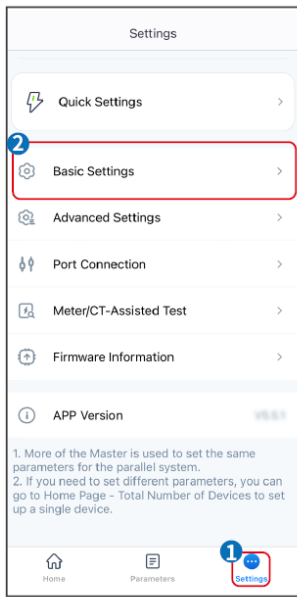 Settings
Quick Settings
2
Basic Settings
Advanced Settings
Port Connection
Meter/CT-Assisted Test
Firmware Information
APP Version
1. More of the Master is used to set the same
parameters for the parallel system.
2. If you need to set different parameters, you can
go to Home Page - Total Number of Devices to set
up a single device.
1
Home Parameters Settings